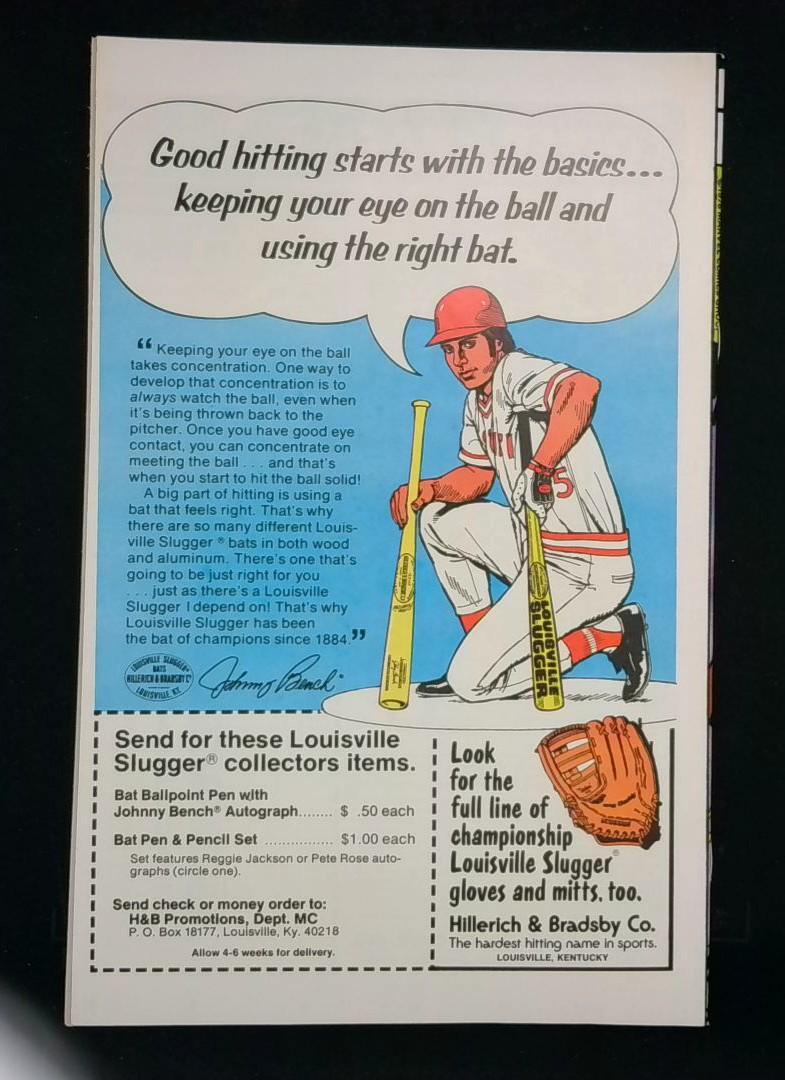 Good hitting starts with the basics...
keeping your eye on the ball and
using the right bat.
“ Keeping your eye on the ball
takes concentration. One way to
develop that concentration is to
always watch the ball, even when
it's being thrown back to the
pitcher. Once you have good eye
contact, you can concentrate on
meeting the ball . . . and that's
when you start to hit the ball solid!
A big part of hitting is using a
bat that feels right. That's why
there are so many different Louis-
ville Slugger ® bats in both wood
and aluminum. There's one that's
going to be just right for you
. . . just as there's a Louisville
Slugger I depend on! That's why
Louisville Slugger has been
the bat of champions since 1884.”
LOUISVILLE SLUGGER
BATS
HILLERICH & BRADSBY Cº
LOUISVILLE, KY.
Johnny Bench
5
LOUISVILLE
SLUGGER
Send for these Louisville
Slugger® collectors items.
Bat Ballpoint Pen with
Johnny Bench® Autograph........ $ .50 each
Bat Pen & Pencil Set ................ $1.00 each
Set features Reggie Jackson or Pete Rose auto-
graphs (circle one).
Send check or money order to:
H&B Promotions, Dept. MC
P. O. Box 18177, Louisville, Ky. 40218
Allow 4-6 weeks for delivery.
Look
for the
full line of
championship
Louisville Slugger®
gloves and mitts, too.
Hillerich & Bradsby Co.
The hardest hitting name in sports.
LOUISVILLE, KENTUCKY